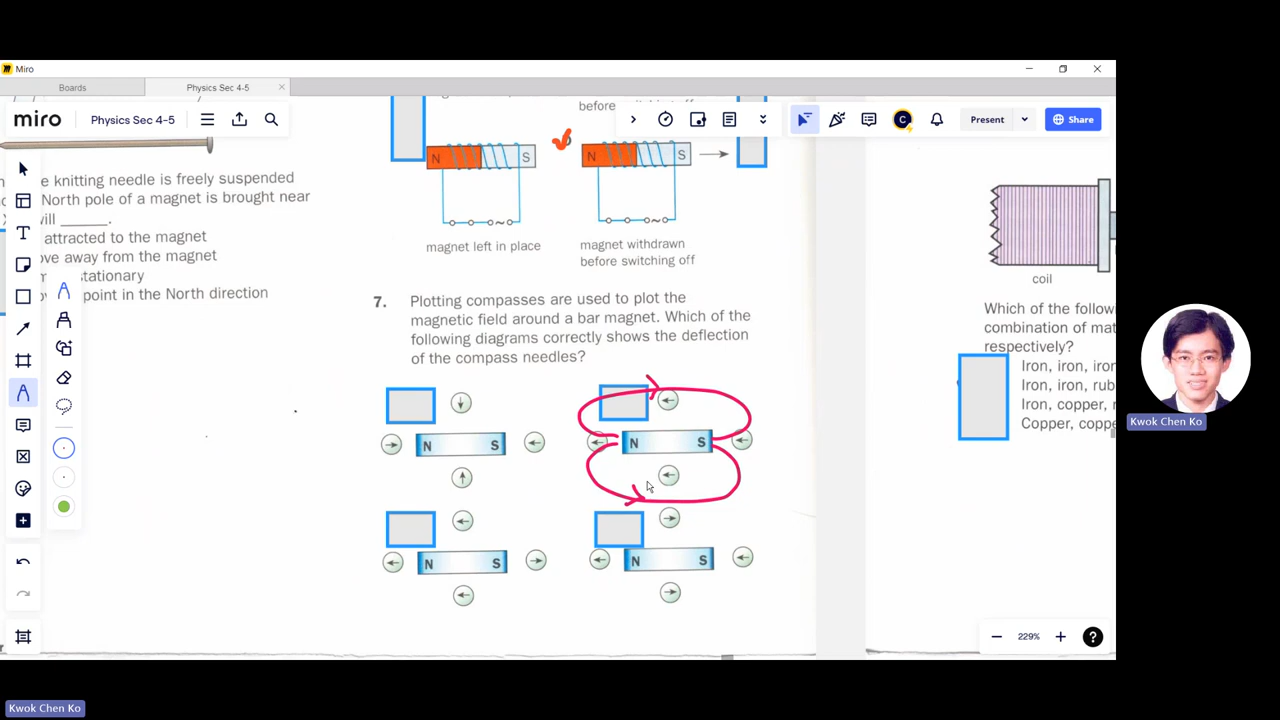 Miro
Boards
Physics Sec 4-5
miro
Physics Sec 4-5
Present
Share
C
e knitting needle is freely suspended
North pole of a magnet is brought near
will ______.
attracted to the magnet
ove away from the magnet
stationary
point in the North direction
N
S
~
magnet left in place
N
S
~
magnet withdrawn
before switching off
7. Plotting compasses are used to plot the
magnetic field around a bar magnet. Which of the
following diagrams correctly shows the deflection
of the compass needles?
N S
N S
N S
N S
coil
Which of the follow
combination of mat
respectively?
Iron, iron, iron
Iron, iron, rub
Iron, copper,
Copper, coppe
229%
?
Kwok Chen Ko
Kwok Chen Ko